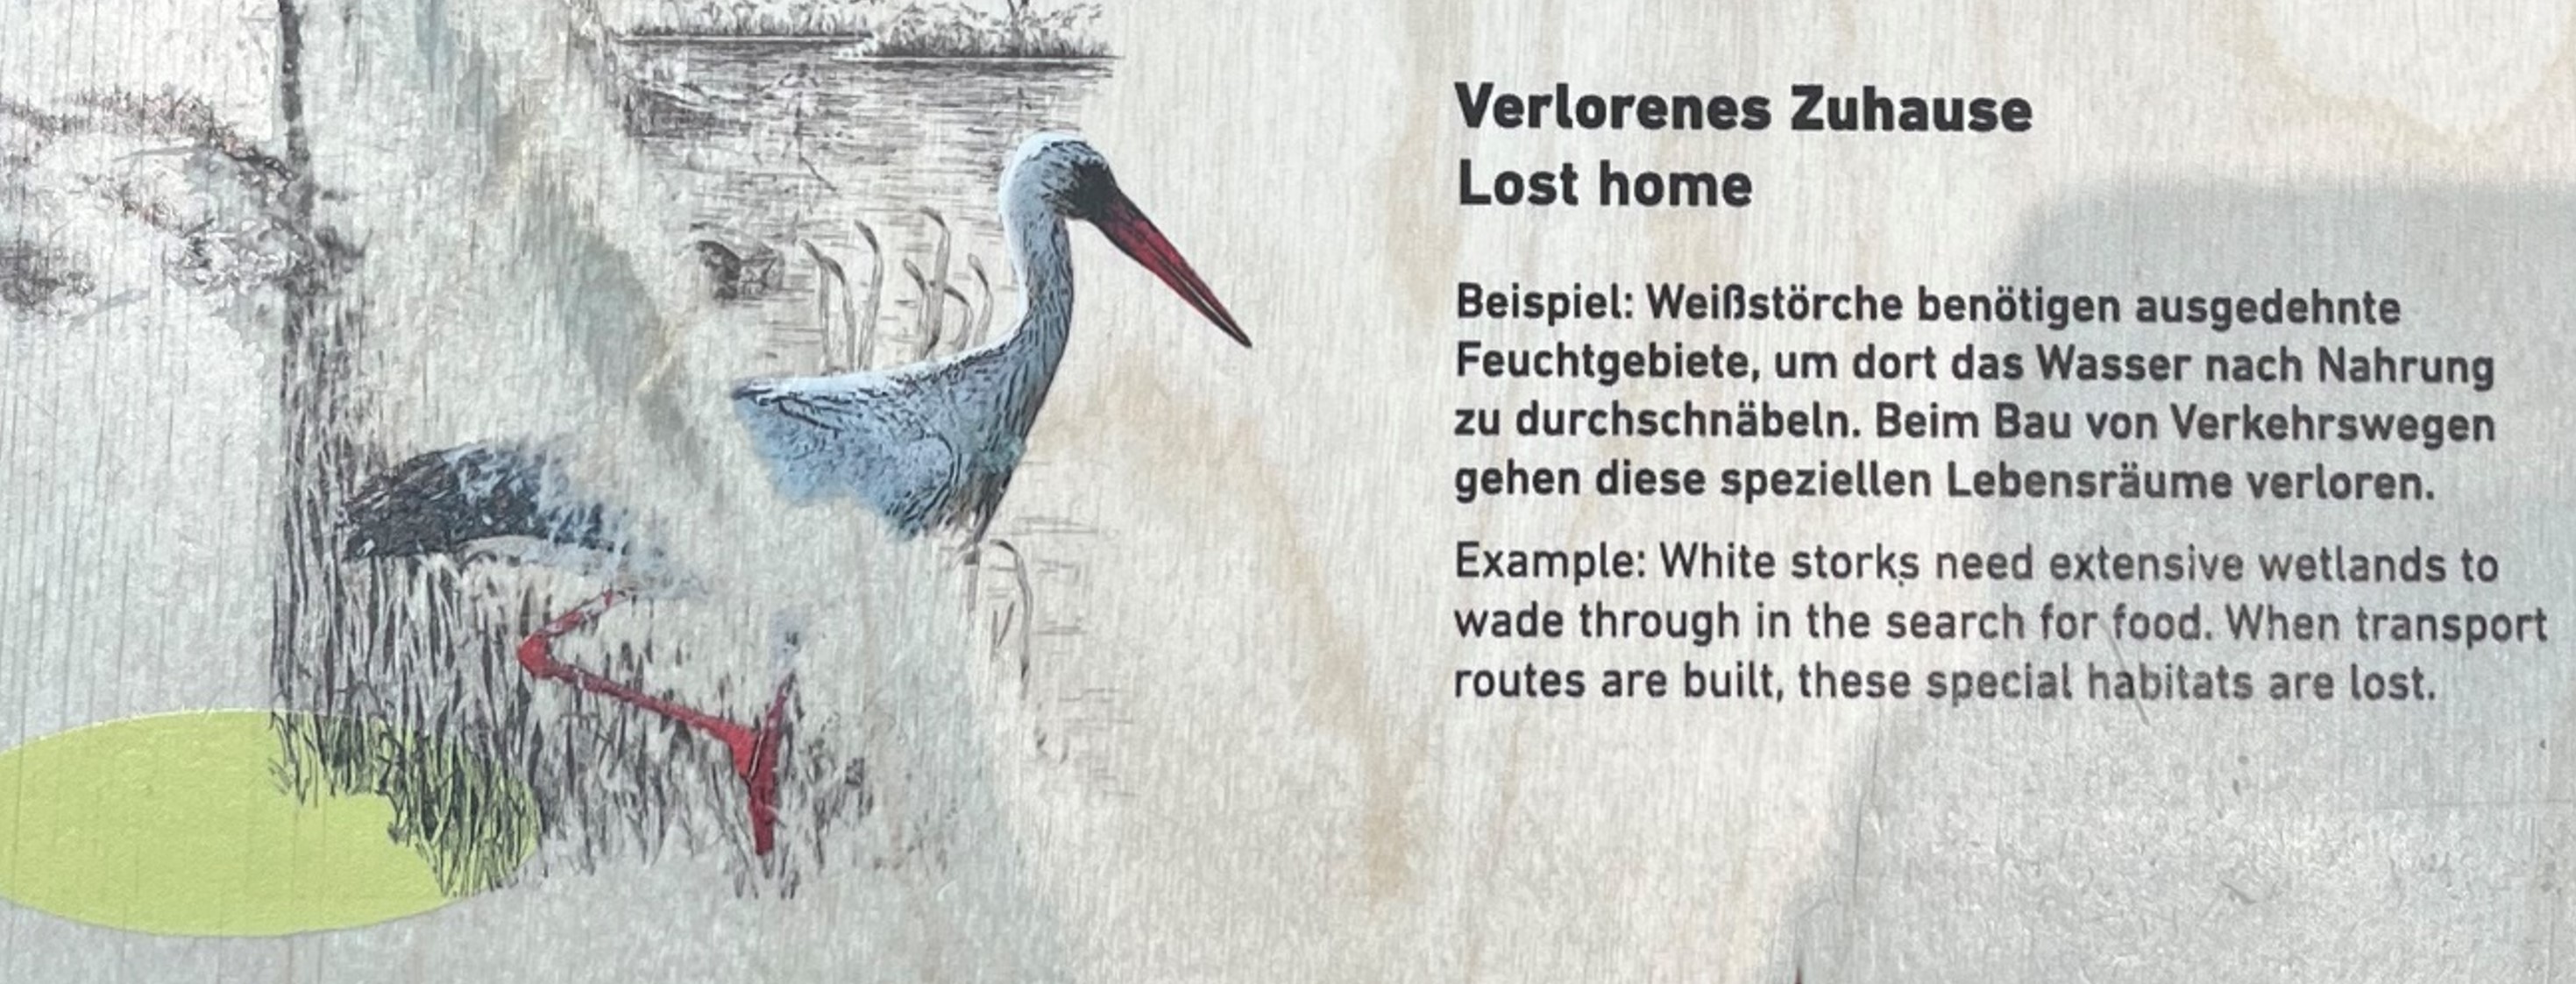 Verlorenes Zuhause
Lost home
Beispiel: Weißstörche benötigen ausgedehnte
Feuchtgebiete, um dort das Wasser nach Nahrung
zu durchschnäbeln. Beim Bau von Verkehrswegen
gehen diese speziellen Lebensräume verloren.
Example: White storks need extensive wetlands to
wade through in the search for food. When transport
routes are built, these special habitats are lost.